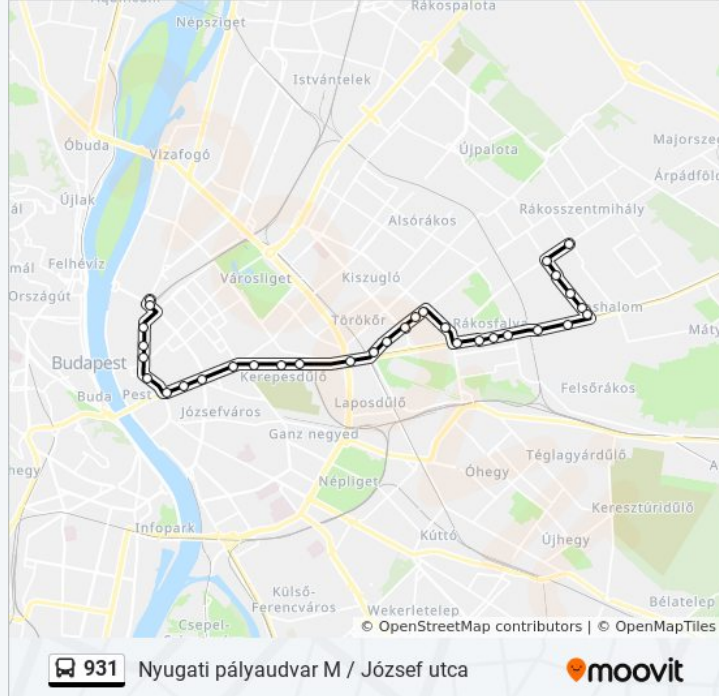 Rákospalota
Népsziget
Istvántelek
Óbuda
Vizafogó
Újpalota
Majorszeg
Árpádföld
Újlak
Alsórákos
Rákosszentmihály
Felhévíz
Országút
Városliget
Kiszugló
Törökőr
Rákosfalva
Budapest
Kerepesdűlő
Felsőrákos
Buda
Pest
Józsefváros
Laposdűlő
Ganz negyed
Népliget
Óhegy
Téglagyárdűlő
Keresztúridűlő
Infopark
Kúttó
Újhegy
Külső-
Ferencváros
Wekerletelep
Bélatelep
Csepel-
© OpenStreetMap contributors | © OpenMapTiles
931 Nyugati pályaudvar M / József utca
moovit